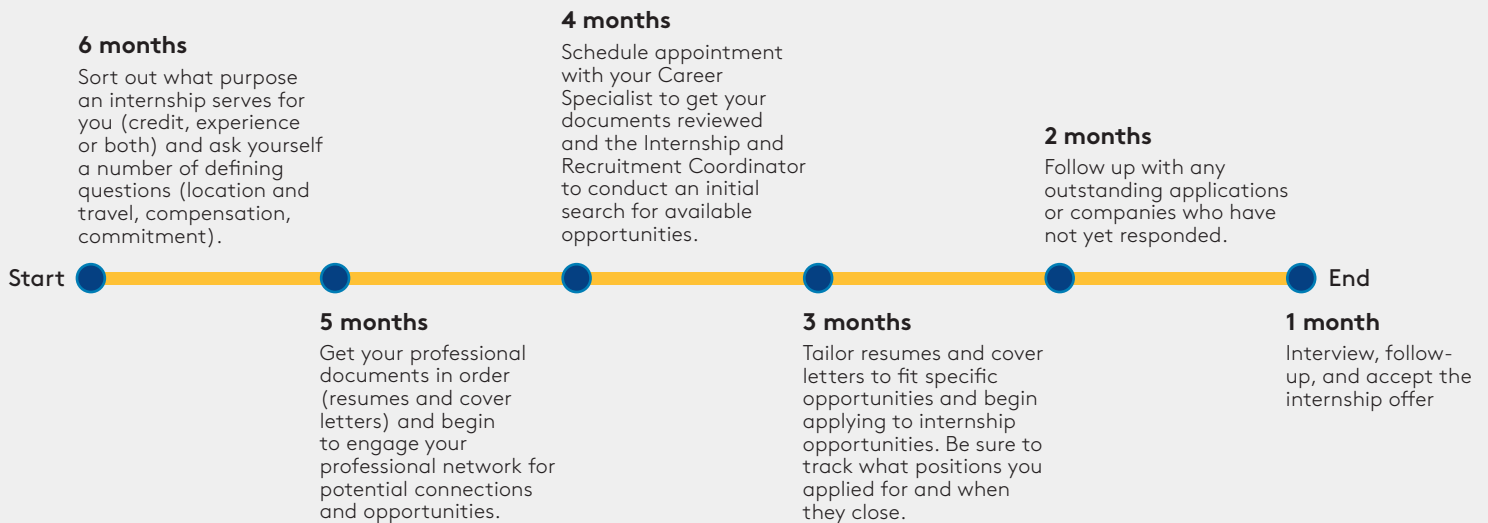 6 months
Sort out what purpose
an internship serves for
you (credit, experience
or both) and ask yourself
a number of defining
questions (location and
travel, compensation,
commitment).
4 months
Schedule appointment
with your Career
Specialist to get your
documents reviewed
and the Internship and
Recruitment Coordinator
to conduct an initial
search for available
opportunities.
2 months
Follow up with any
outstanding applications
or companies who have
not yet responded.
Start
End
5 months
Get your professional
documents in order
(resumes and cover
letters) and begin
to engage your
professional network for
potential connections
and opportunities.
3 months
Tailor resumes and cover
letters to fit specific
opportunities and begin
applying to internship
opportunities. Be sure to
track what positions you
applied for and when
they close.
1 month
Interview, follow-
up, and accept the
internship offer